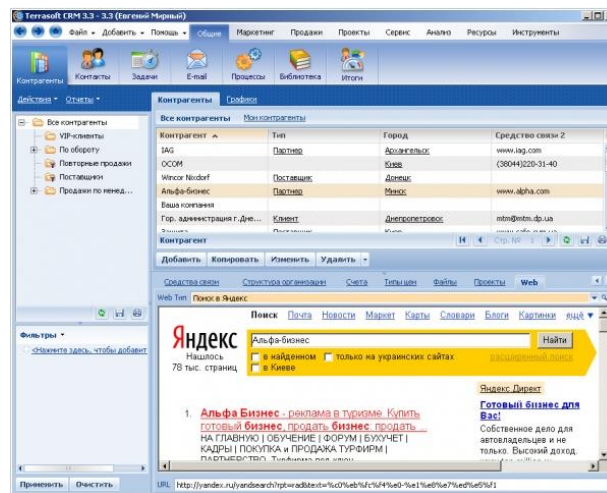 Terrasoft CRM 3.3 - 3.3 (Евгений Мирный)
Файл Добавить Помощь Общие Маркетинг Продажи Проекты Сервис Анализ Ресурсы Инструменты
Контрагенты Контакты Задачи E-mail Процессы Библиотека Итоги
Действия Отчеты
Контрагенты Графики
Все контрагенты Мои контрагенты
Все контрагенты
VIP-клиенты
По обороту
Повторные продажи
Поставщики
Продажи по менед...
Контрагент Тип Город Средство связи 2
IAG Партнер Архангельск www.iag.com
OCOM Киев (38044)220-31-40
Wincor Nixdorf Поставщик Донецк
Альфа-бизнес Партнер Минск www.alpha.com
Ваша компания
Гор. администрация г.Дне... Клиент Днепропетровск mtm@mtm.dp.ua
Контрагент Стр.№ 1
Добавить Копировать Изменить Удалить
Средства связи Структура организации Счета Типы цен Файлы Проекты Web
Web Тип Поиск в Яндекс
Поиск Почта Новости Маркет Карты Словари Блоги Картинки ещё
Яндекс
Альфа-бизнес Найти
Нашлось
78 тыс. страниц
в найденном только на украинских сайтах расширенный поиск
в Киеве
Фильтры
<Нажмите здесь, чтобы добавит
1. Альфа Бизнес - реклама в туризме. Купить
готовый бизнес, продать бизнес: продать ...
НА ГЛАВНУЮ | ОБУЧЕНИЕ | ФОРУМ | БУХУЧЕТ |
КАДРЫ | ПОКУПКА и ПРОДАЖА ТУРФИРМ |
ПАРТНЕРСТВО. Турфирма под ключ
Яндекс.Директ
Готовый бизнес для
Вас!
Собственное дело для
автовладельцев и не
только. Высокий доход.
Применить Очистить
URL http://yandex.ru/yandsearch?rpt=rad&text=%c0%eb%fc%f4%e0-%e1%e8%e7%ed%e5%f1